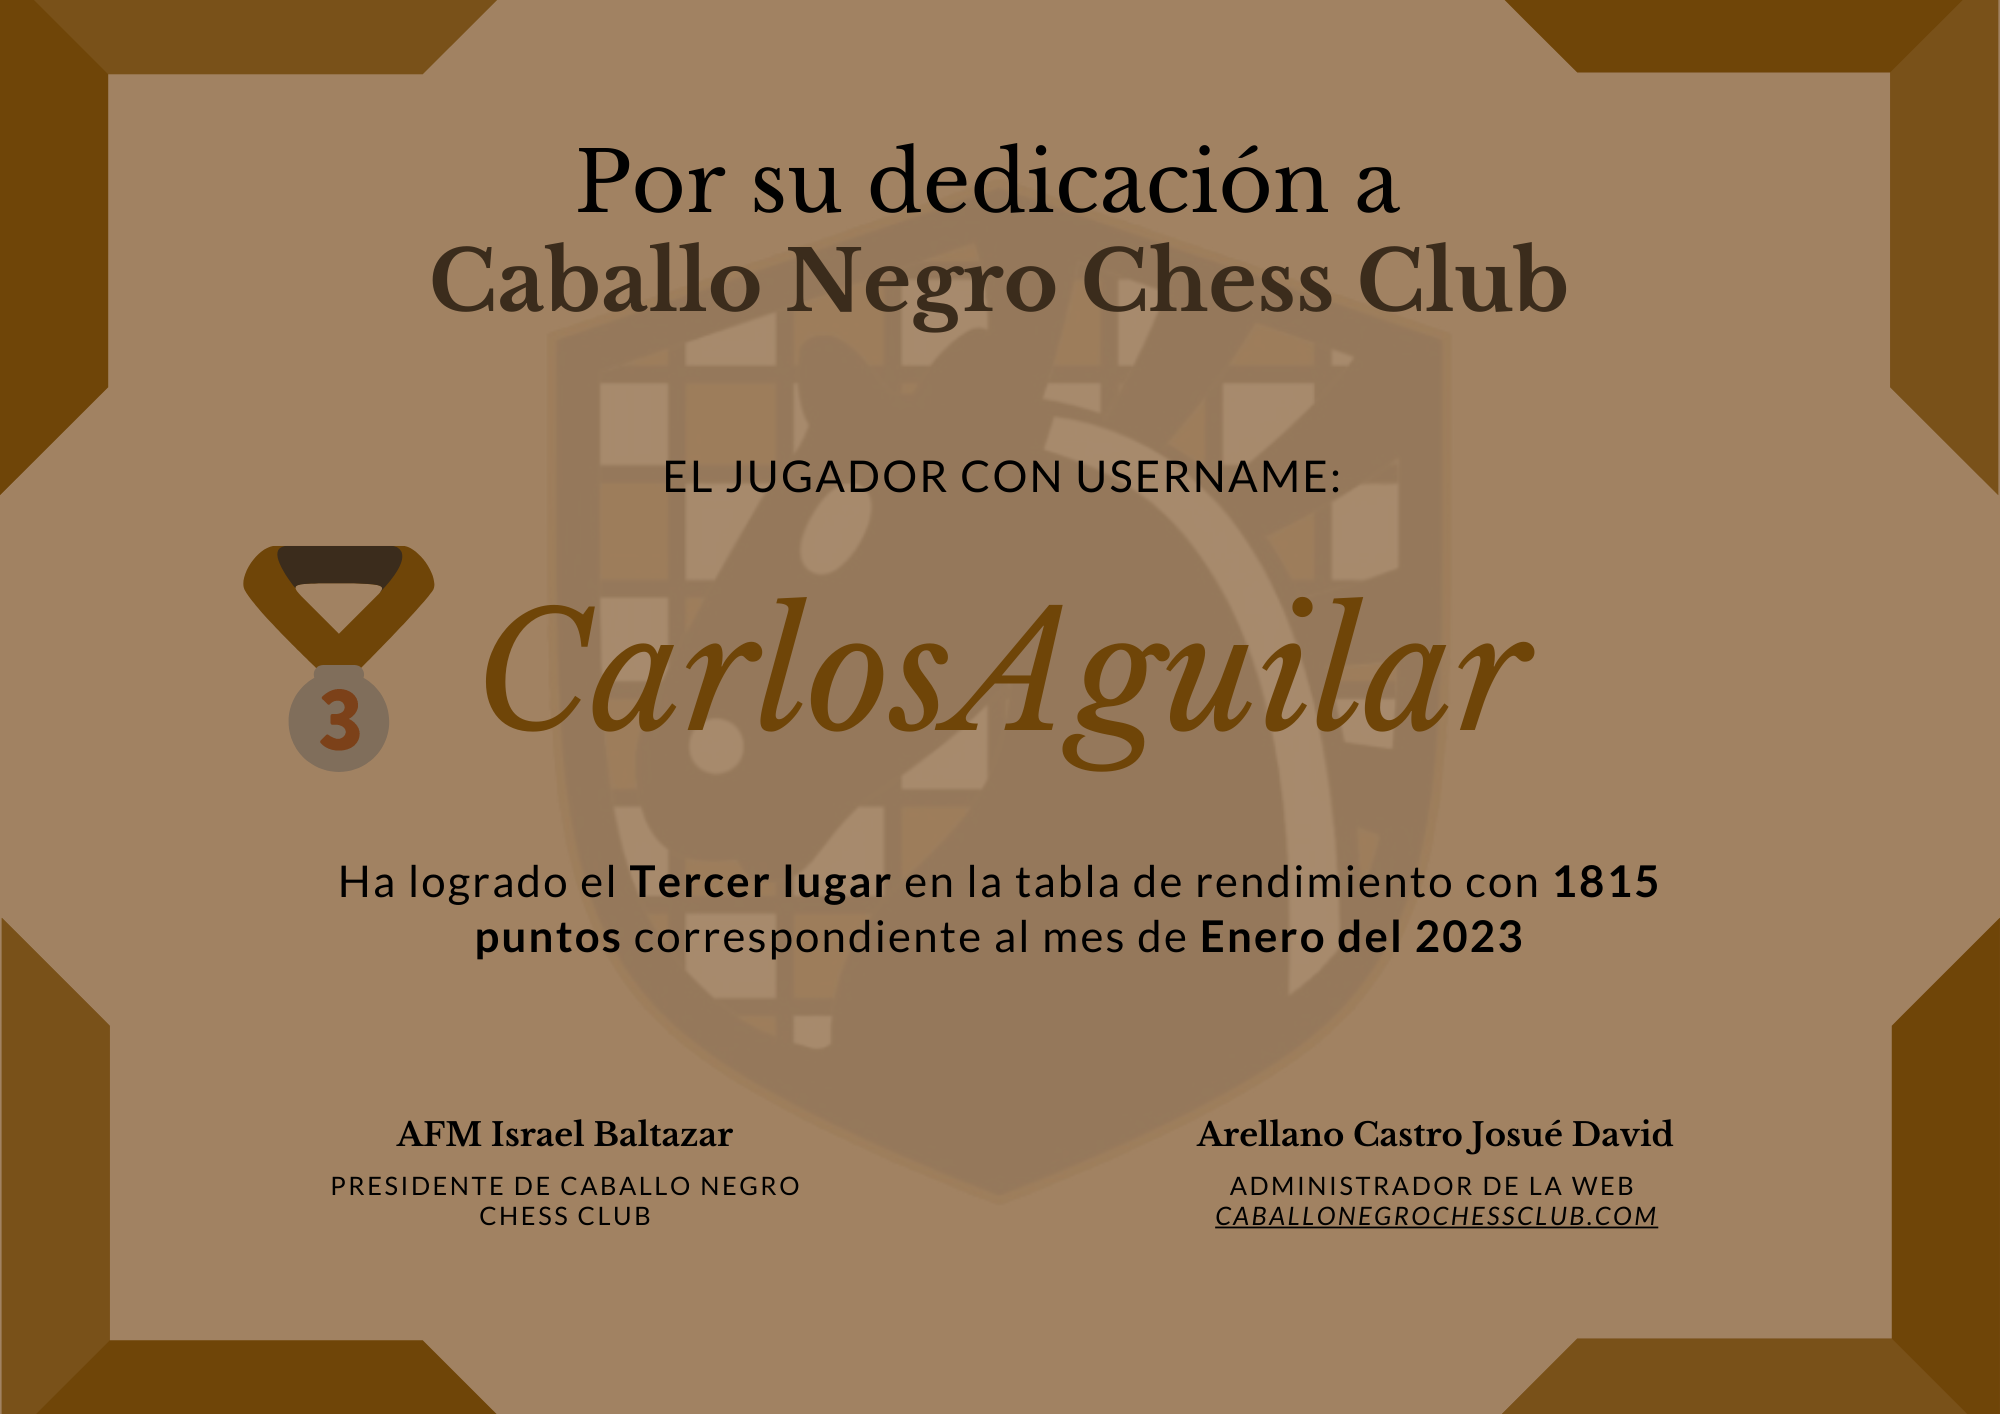 Por su dedicación a
Caballo Negro Chess Club
EL JUGADOR CON USERNAME:
3
CarlosAguilar
Ha logrado el Tercer lugar en la tabla de rendimiento con 1815
puntos correspondiente al mes de Enero del 2023
AFM Israel Baltazar
PRESIDENTE DE CABALLO NEGRO
CHESS CLUB
Arellano Castro Josué David
ADMINISTRADOR DE LA WEB
CABALLONEGROCHESSCLUB.COM